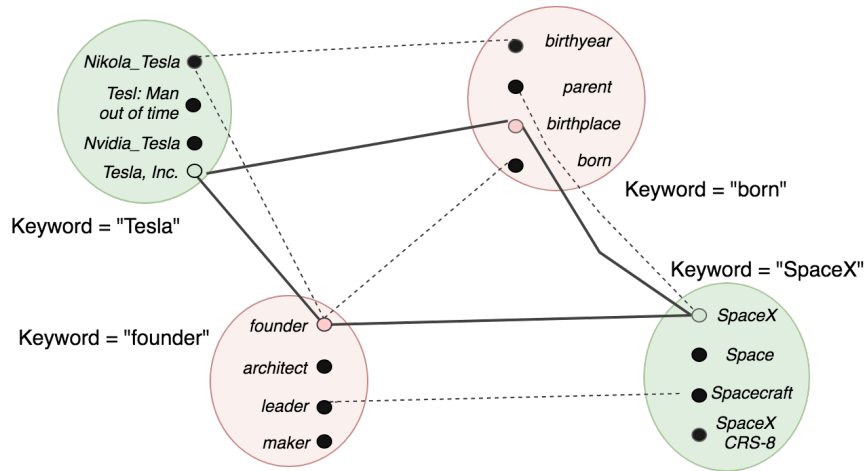 Nikola_Tesla
Tesl: Man
out of time
Nvidia_Tesla
Tesla, Inc.
Keyword = "Tesla"
birthyear
parent
birthplace
born
Keyword = "born"
Keyword = "founder"
founder
architect
leader
maker
Keyword = "SpaceX"
SpaceX
Space
Spacecraft
SpaceX
CRS-8